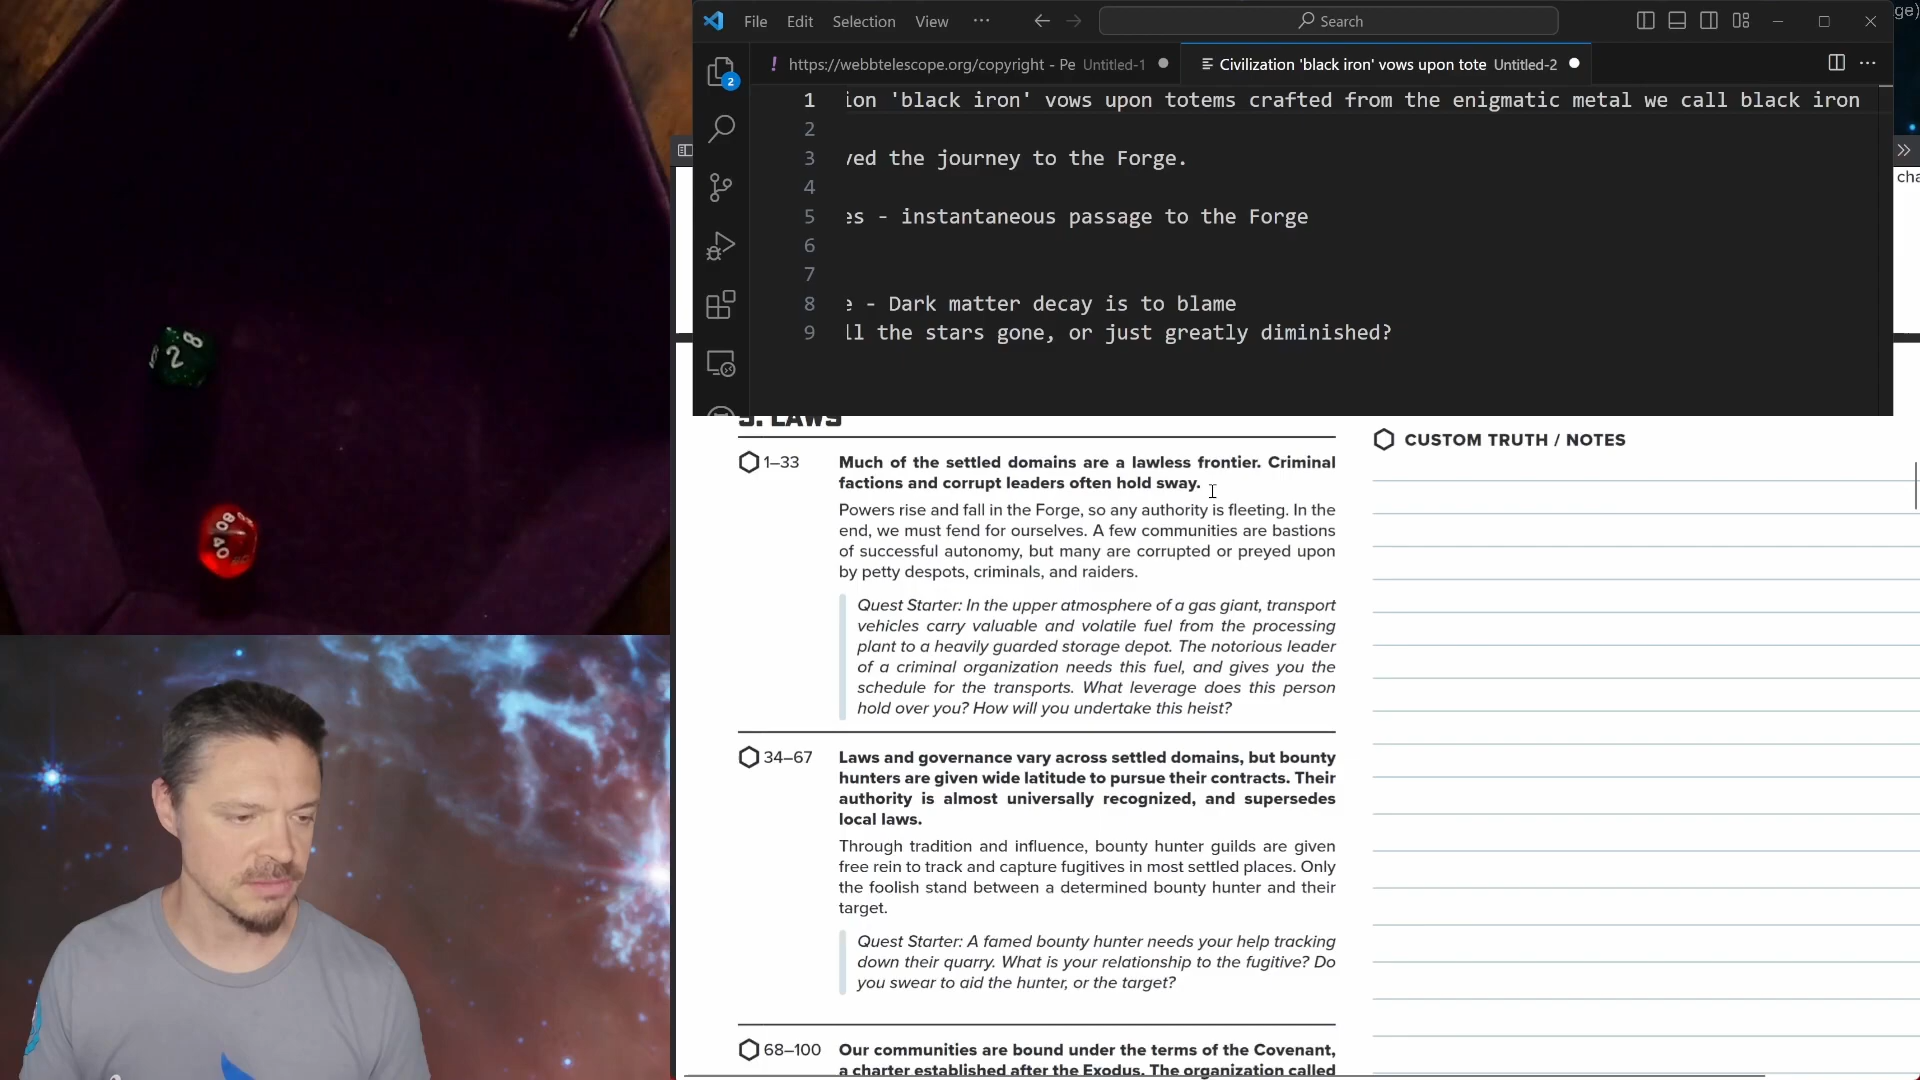 File Edit Selection View ··· Search
https://webbtelescope.org/copyright - Pe Untitled-1
Civilization 'black iron' vows upon tote Untitled-2
2
1 ion 'black iron' vows upon totems crafted from the enigmatic metal we call black iron
2
3 ved the journey to the Forge.
4
5 es - instantaneous passage to the Forge
6
7
8 e - Dark matter decay is to blame
9 ll the stars gone, or just greatly diminished?
cha
LAWS
1–33 Much of the settled domains are a lawless frontier. Criminal
factions and corrupt leaders often hold sway.
Powers rise and fall in the Forge, so any authority is fleeting. In the
end, we must fend for ourselves. A few communities are bastions
of successful autonomy, but many are corrupted or preyed upon
by petty despots, criminals, and raiders.
Quest Starter: In the upper atmosphere of a gas giant, transport
vehicles carry valuable and volatile fuel from the processing
plant to a heavily guarded storage depot. The notorious leader
of a criminal organization needs this fuel, and gives you the
schedule for the transports. What leverage does this person
hold over you? How will you undertake this heist?
34–67 Laws and governance vary across settled domains, but bounty
hunters are given wide latitude to pursue their contracts. Their
authority is almost universally recognized, and supersedes
local laws.
Through tradition and influence, bounty hunter guilds are given
free rein to track and capture fugitives in most settled places. Only
the foolish stand between a determined bounty hunter and their
target.
Quest Starter: A famed bounty hunter needs your help tracking
down their quarry. What is your relationship to the fugitive? Do
you swear to aid the hunter, or the target?
68–100 Our communities are bound under the terms of the Covenant,
a charter established after the Exodus. The organization called
CUSTOM TRUTH / NOTES
8
2
80
40